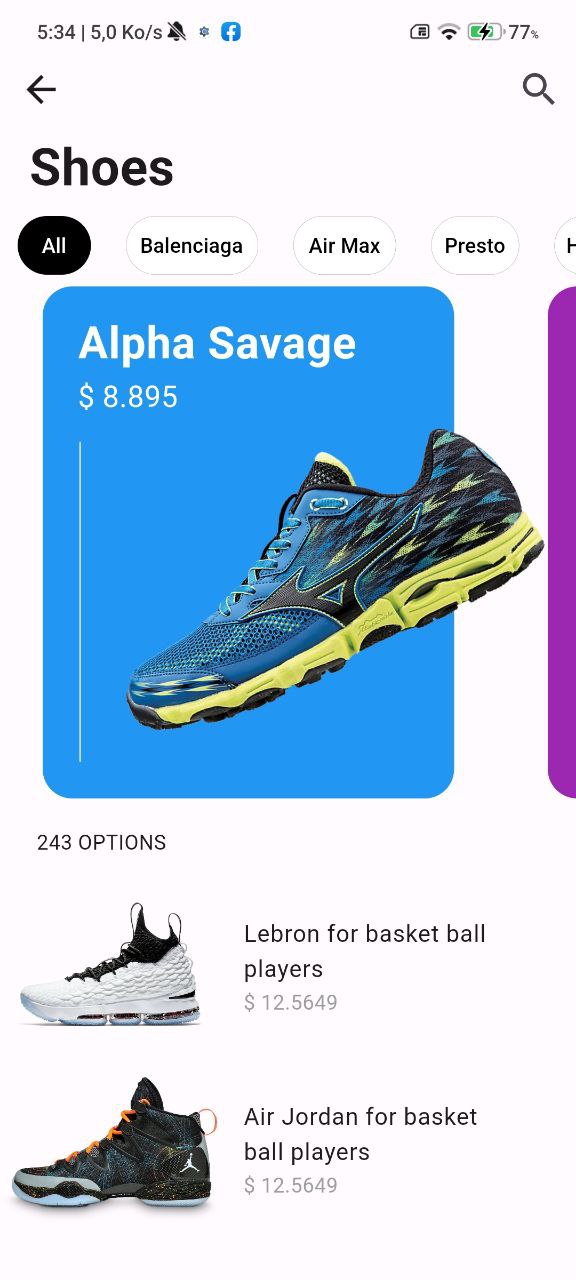 5:34 | 5,0 Ko/s 77%
Shoes
All Balenciaga Air Max Presto H
Alpha Savage
$ 8.895
243 OPTIONS
Lebron for basket ball
players
$ 12.5649
Air Jordan for basket
ball players
$ 12.5649